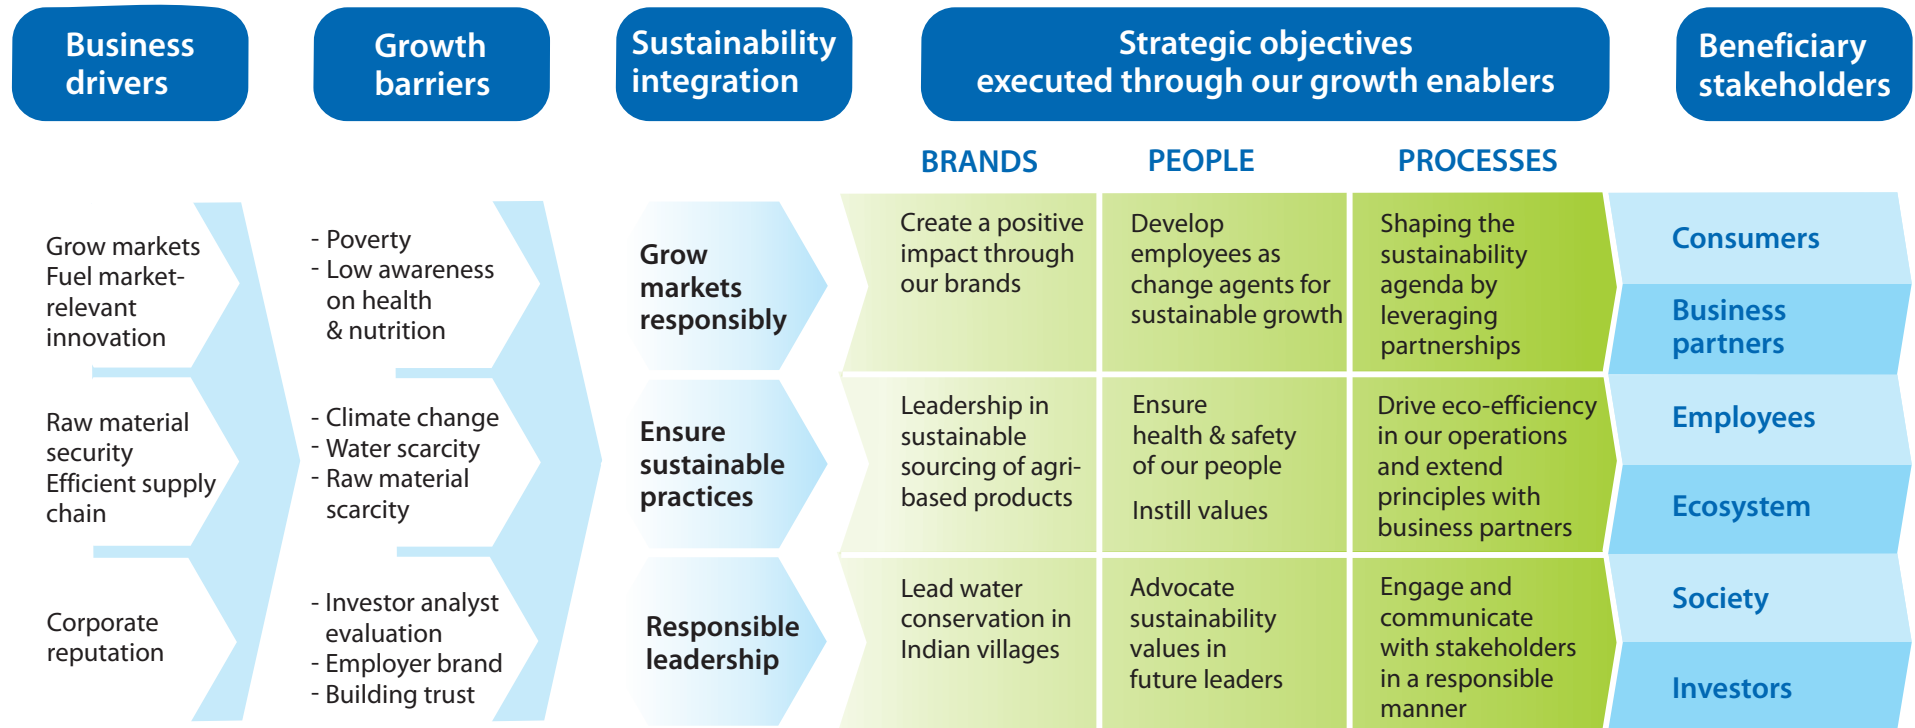 Business
drivers
Growth
barriers
Sustainability
integration
Strategic objectives
executed through our growth enablers
Beneficiary
stakeholders
BRANDS
PEOPLE
PROCESSES
Grow markets
Fuel market-
relevant
innovation
- Poverty
- Low awareness
on health
& nutrition
Grow
markets
responsibly
Create a positive
impact through
our brands
Develop
employees as
change agents for
sustainable growth
Shaping the
sustainability
agenda by
leveraging
partnerships
Consumers
Business
partners
Raw material
security
Efficient supply
chain
- Climate change
- Water scarcity
- Raw material
scarcity
Ensure
sustainable
practices
Leadership in
sustainable
sourcing of agri-
based products
Ensure
health & safety
of our people
Instill values
Drive eco-efficiency
in our operations
and extend
principles with
business partners
Employees
Ecosystem
Corporate
reputation
- Investor analyst
evaluation
- Employer brand
- Building trust
Responsible
leadership
Lead water
conservation in
Indian villages
Advocate
sustainability
values in
future leaders
Engage and
communicate
with stakeholders
in a responsible
manner
Society
Investors